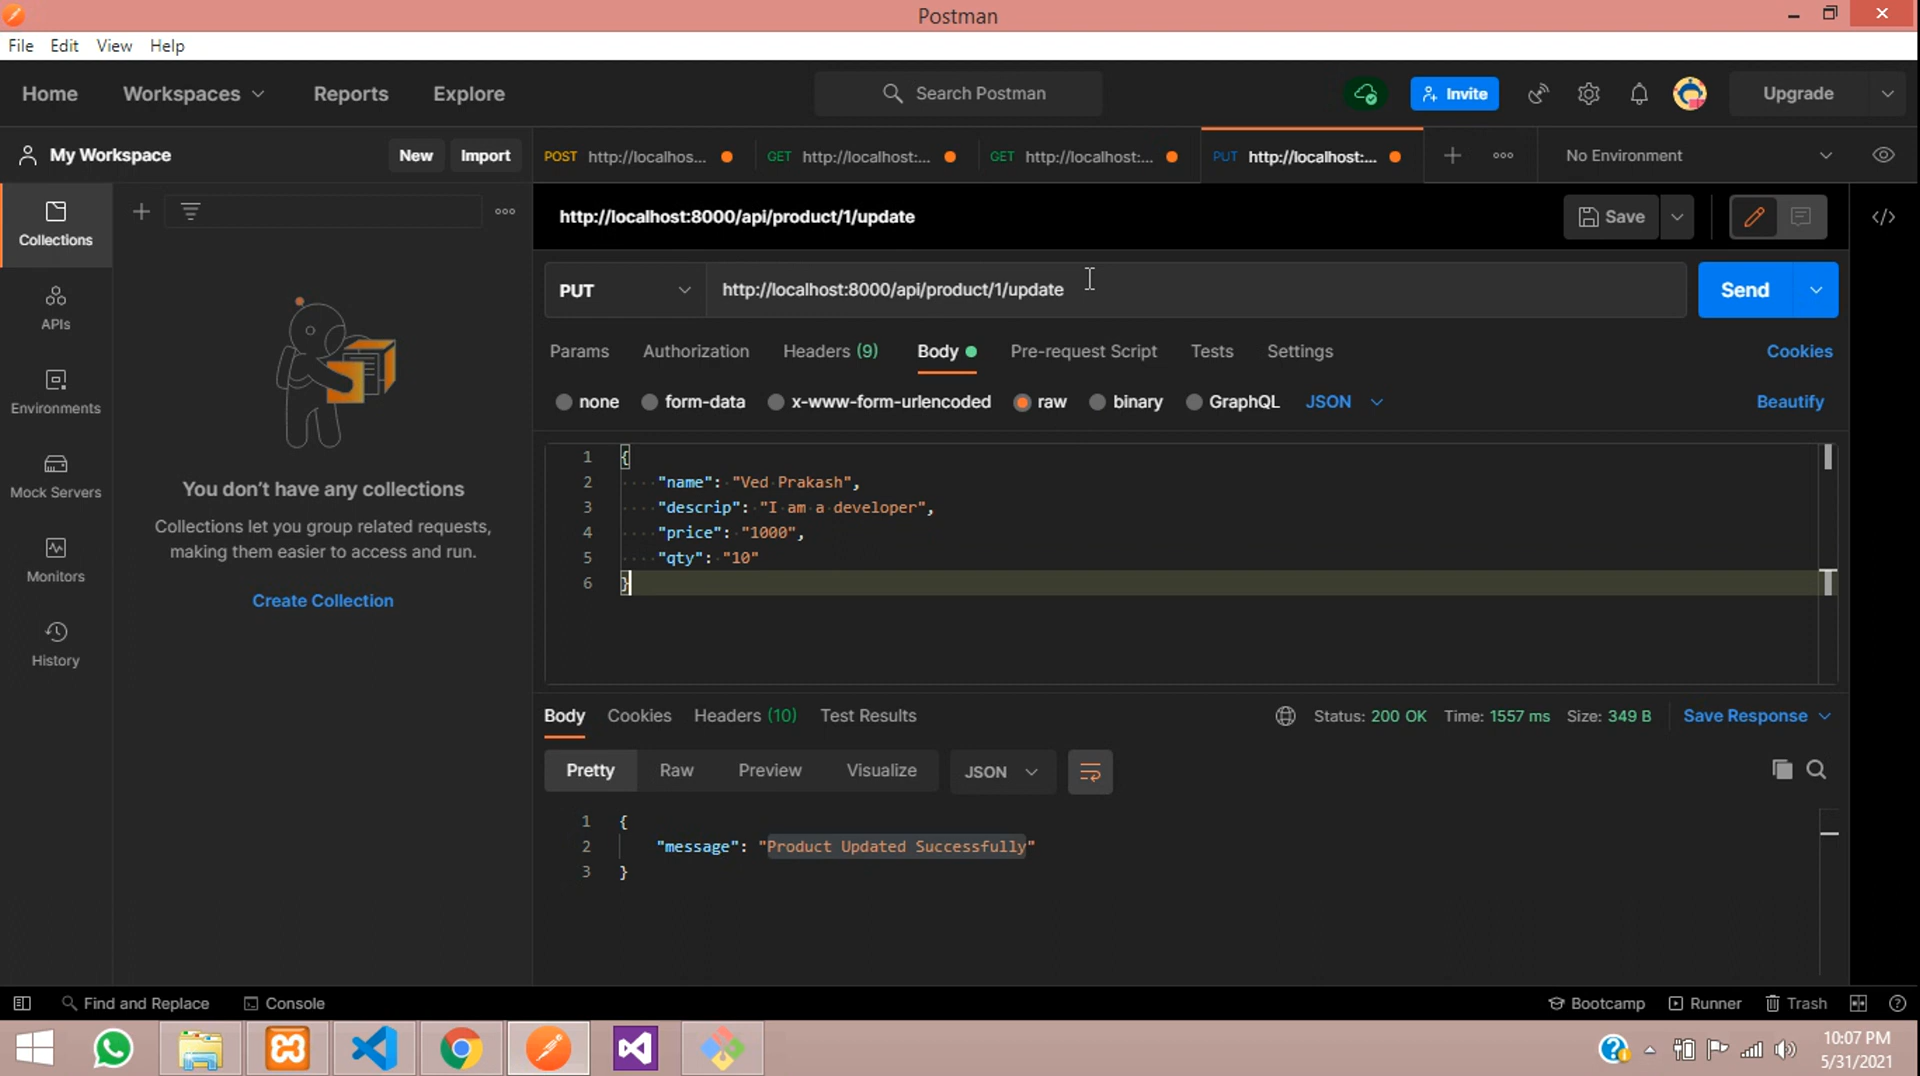 Postman
File Edit View Help
Home Workspaces Reports Explore Search Postman Invite Upgrade
My Workspace New Import POST http://localhos... GET http://localhost:... GET http://localhost:... PUT http://localhost:... No Environment
Collections
http://localhost:8000/api/product/1/update Save
PUT http://localhost:8000/api/product/1/update Send
APIs
Params Authorization Headers (9) Body Pre-request Script Tests Settings Cookies
Environments
none form-data x-www-form-urlencoded raw binary GraphQL JSON Beautify
Mock Servers
1 {
2 "name": "Ved Prakash",
3 "descrip": "I am a developer",
4 "price": "1000",
5 "qty": "10"
6 }
You don't have any collections
Collections let you group related requests,
making them easier to access and run.
Create Collection
Monitors
History
Body Cookies Headers (10) Test Results Status: 200 OK Time: 1557 ms Size: 349 B Save Response
Pretty Raw Preview Visualize JSON
1 {
2 "message": "Product Updated Successfully"
3 }
Find and Replace Console Bootcamp Runner Trash
10:07 PM
5/31/2021